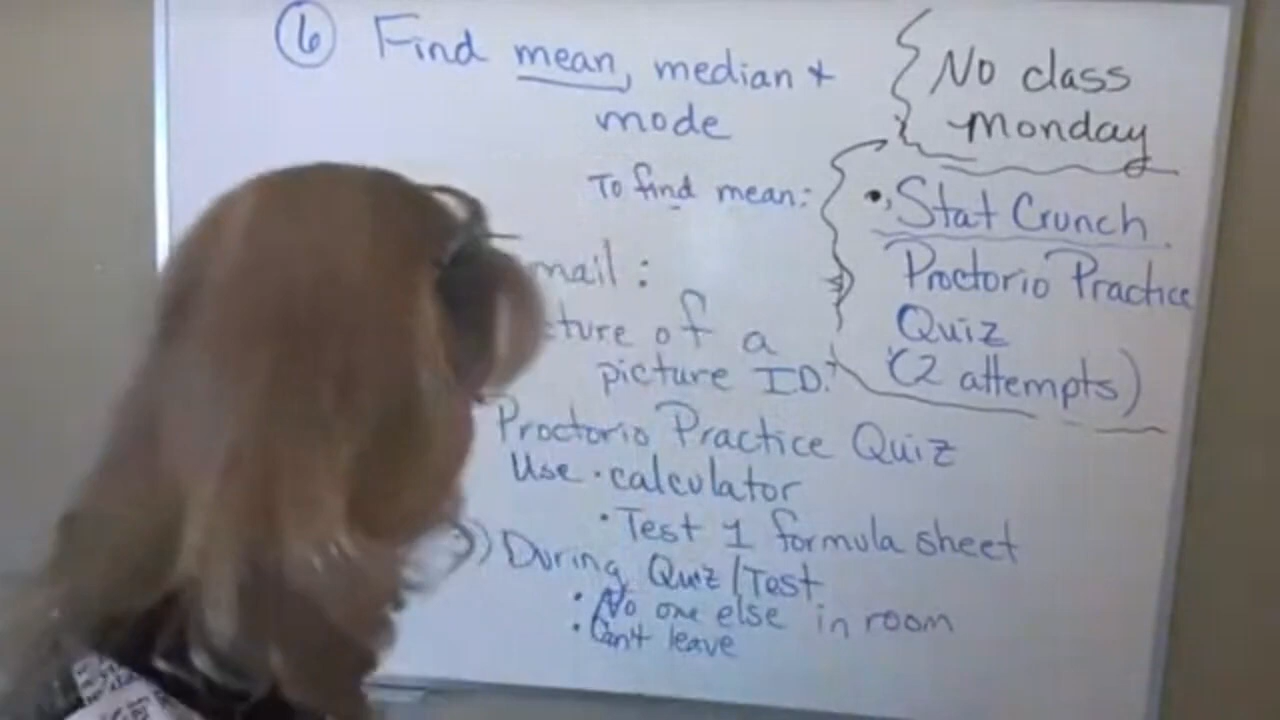 6 Find mean, median +
mode
To find mean:
mail :
ture of a
picture I.D.
Proctorio Practice Quiz
Use • calculator
• Test 1 formula sheet
) During Quiz/Test
• No one else in room
• Can't leave
No class
Monday
• Stat Crunch
Proctorio Practice
Quiz
(2 attempts)